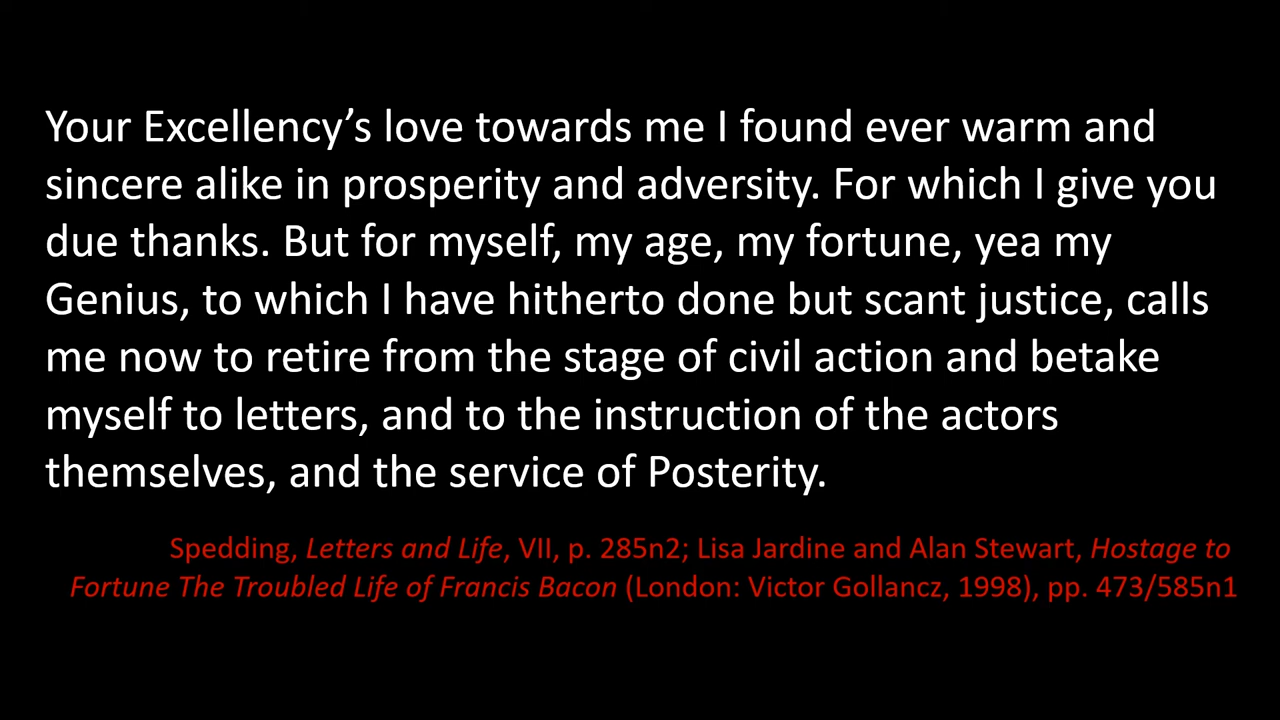 Your Excellency’s love towards me I found ever warm and
sincere alike in prosperity and adversity. For which I give you
due thanks. But for myself, my age, my fortune, yea my
Genius, to which I have hitherto done but scant justice, calls
me now to retire from the stage of civil action and betake
myself to letters, and to the instruction of the actors
themselves, and the service of Posterity.
Spedding, Letters and Life, VII, p. 285n2; Lisa Jardine and Alan Stewart, Hostage to
Fortune The Troubled Life of Francis Bacon (London: Victor Gollancz, 1998), pp. 473/585n1